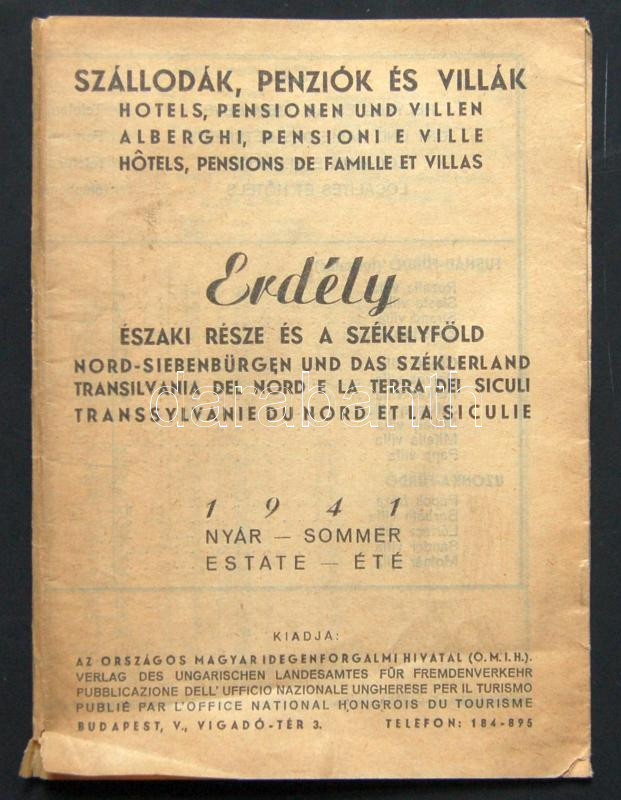 SZÁLLODÁK, PENZIÓK ÉS VILLÁK
HOTELS, PENSIONEN UND VILLEN
ALBERGHI, PENSIONI E VILLE
HÔTELS, PENSIONS DE FAMILLE ET VILLAS
Erdély
ÉSZAKI RÉSZE ÉS A SZÉKELYFÖLD
NORD-SIEBENBÜRGEN UND DAS SZÉKLERLAND
TRANSILVANIA DEL NORD E LA TERRA DEI SICULI
TRANSSYLVANIE DU NORD ET LA SICULIE
darabanth
1941
NYÁR — SOMMER
ESTATE — ÉTÉ
KIADJA:
AZ ORSZÁGOS MAGYAR IDEGENFORGALMI HIVATAL (O.M.I.H.).
VERLAG DES UNGARISCHEN LANDESAMTES FÜR FREMDENVERKEHR
PUBBLICAZIONE DELL' UFFICIO NAZIONALE UNGHERESE PER IL TURISMO
PUBLIÉ PAR L'OFFICE NATIONAL HONGROIS DU TOURISME
BUDAPEST, V., VIGADÓ-TÉR 3. TELEFON: 184-895